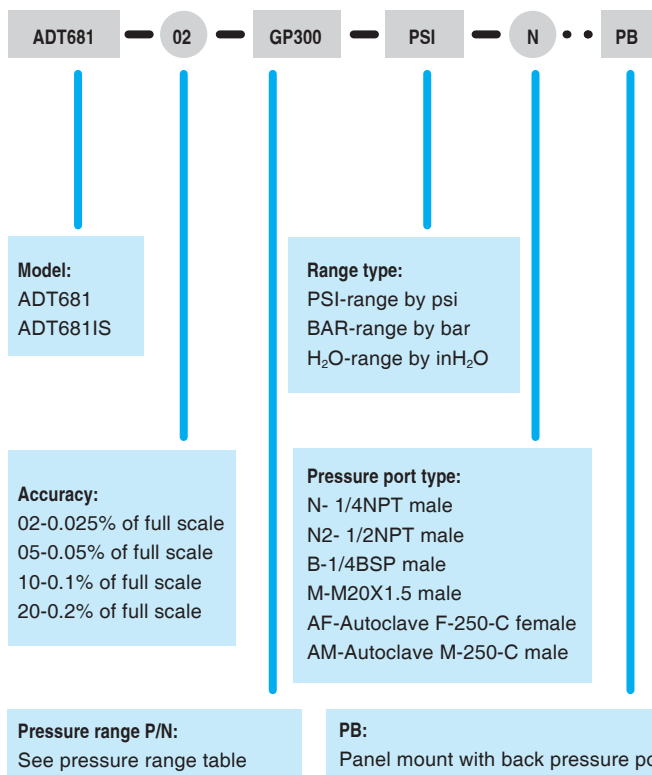 ADT681 — 02 — GP300 — PSI — N · · PB
Model:
ADT681
ADT681IS
Range type:
PSI-range by psi
BAR-range by bar
H₂O-range by inH₂O
Accuracy:
02-0.025% of full scale
05-0.05% of full scale
10-0.1% of full scale
20-0.2% of full scale
Pressure port type:
N- 1/4NPT male
N2- 1/2NPT male
B-1/4BSP male
M-M20X1.5 male
AF-Autoclave F-250-C female
AM-Autoclave M-250-C male
Pressure range P/N:
See pressure range table
PB:
Panel mount with back pressure